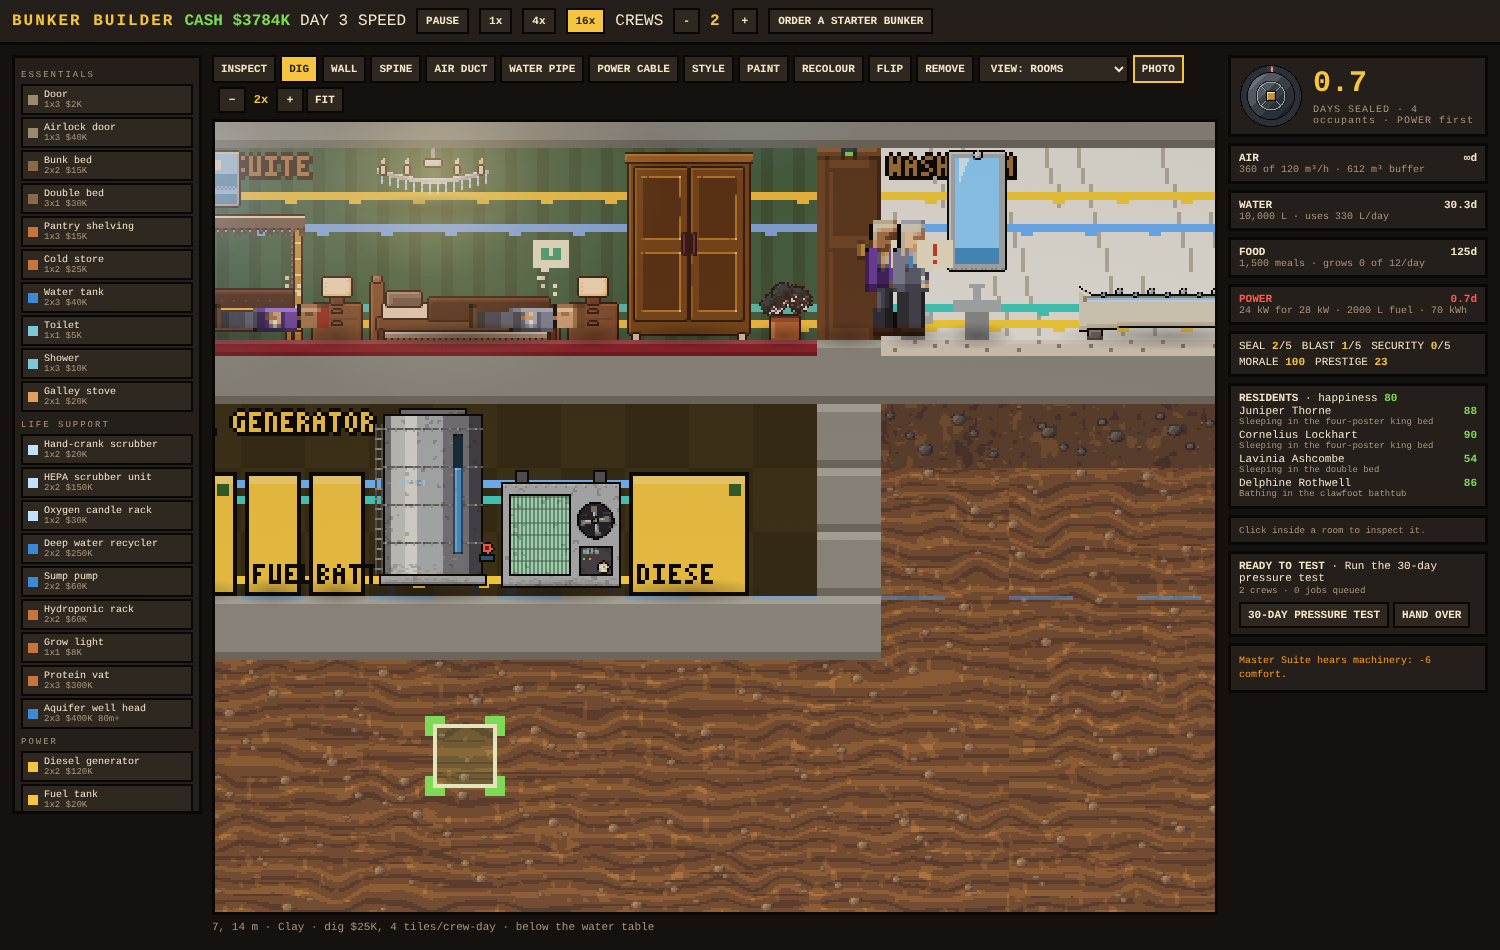 BUNKER BUILDER CASH $3784K DAY 3 SPEED PAUSE 1x 4x 16x CREWS - 2 + ORDER A STARTER BUNKER
ESSENTIALS
Door
1x3 $2K
Airlock door
1x3 $40K
Bunk bed
2x2 $15K
Double bed
3x1 $30K
Pantry shelving
1x3 $15K
Cold store
1x2 $25K
Water tank
2x3 $40K
Toilet
1x1 $5K
Shower
1x3 $10K
Galley stove
2x1 $20K
LIFE SUPPORT
Hand-crank scrubber
1x2 $20K
HEPA scrubber unit
2x2 $150K
Oxygen candle rack
1x2 $30K
Deep water recycler
2x2 $250K
Sump pump
2x2 $60K
Hydroponic rack
2x2 $60K
Grow light
1x1 $8K
Protein vat
2x3 $300K
Aquifer well head
2x3 $400K 80m+
POWER
Diesel generator
2x2 $120K
Fuel tank
1x2 $20K
INSPECT DIG WALL SPINE AIR DUCT WATER PIPE POWER CABLE STYLE PAINT RECOLOUR FLIP REMOVE VIEW: ROOMS PHOTO
− 2x + FIT
SUITE
WASH
!
GENERATOR
FUEL BATT DIESE
7, 14 m · Clay · dig $25K, 4 tiles/crew-day · below the water table
0.7
DAYS SEALED · 4
occupants · POWER first
AIR ∞d
360 of 120 m³/h · 612 m³ buffer
WATER 30.3d
10,000 L · uses 330 L/day
FOOD 125d
1,500 meals · grows 0 of 12/day
POWER 0.7d
24 kW for 28 kW · 2000 L fuel · 70 kWh
SEAL 2/5 BLAST 1/5 SECURITY 0/5
MORALE 100 PRESTIGE 23
RESIDENTS · happiness 80
Juniper Thorne 88
Sleeping in the four-poster king bed
Cornelius Lockhart 90
Sleeping in the four-poster king bed
Lavinia Ashcombe 54
Sleeping in the double bed
Delphine Rothwell 86
Bathing in the clawfoot bathtub
Click inside a room to inspect it.
READY TO TEST · Run the 30-day
pressure test
2 crews · 0 jobs queued
30-DAY PRESSURE TEST HAND OVER
Master Suite hears machinery: -6
comfort.